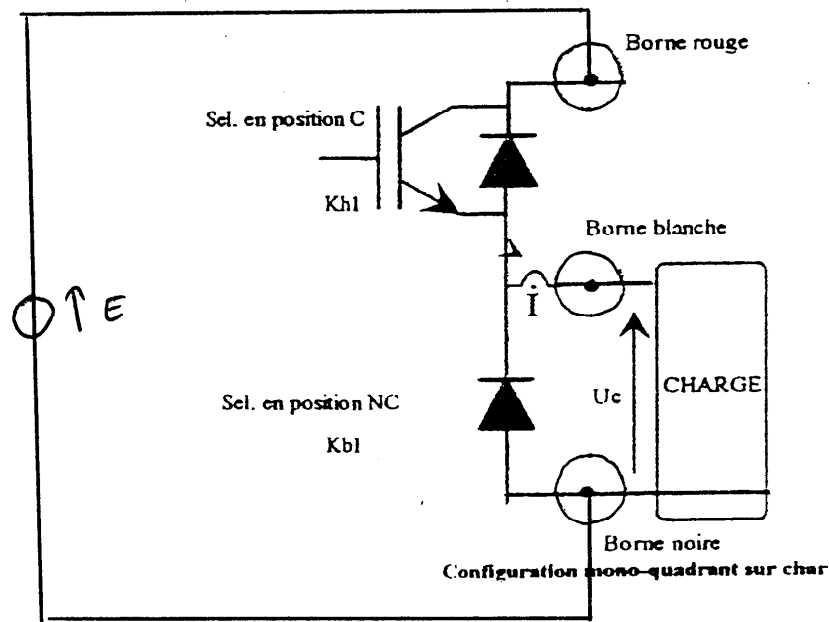 Borne rouge
Sel. en position C
Kh1
Borne blanche
I
E
Sel. en position NC
Kb1
Uc
CHARGE
Borne noire
Configuration mono-quadrant sur char